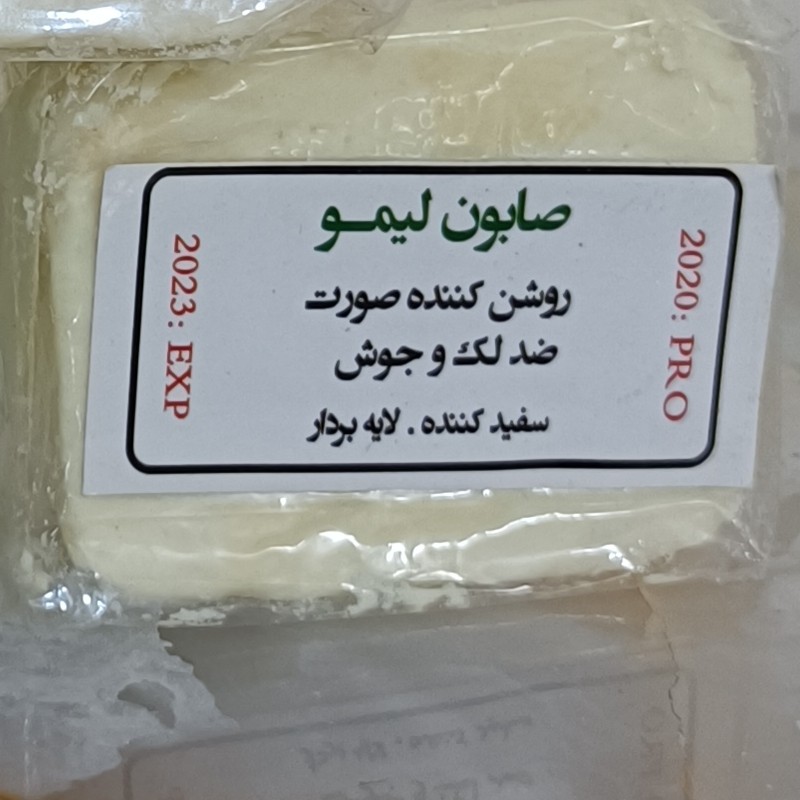 صابون لیمو
روشن کننده صورت
ضد لک و جوش
سفید کننده . لایه بردار
2020: PRO
2023: EXP